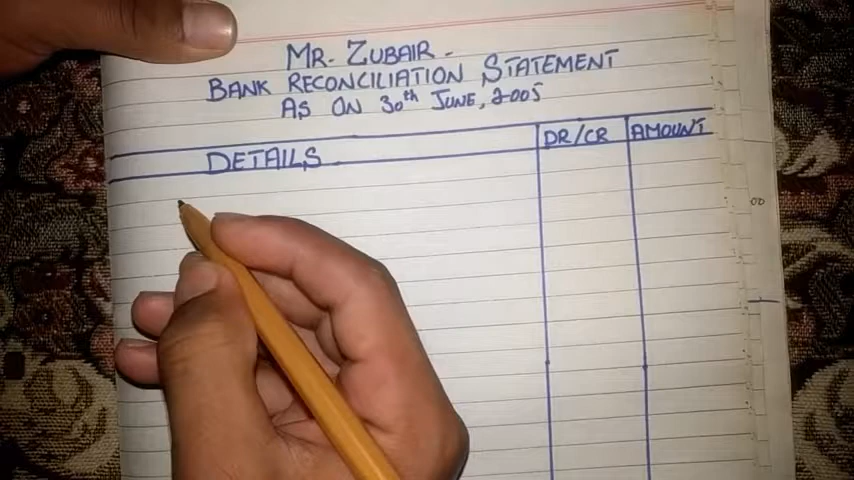 MR. ZUBAIR -
BANK RECONCILIATION STATEMENT
AS ON 30th JUNE, 2005
DETAILS DR/CR AMOUNT